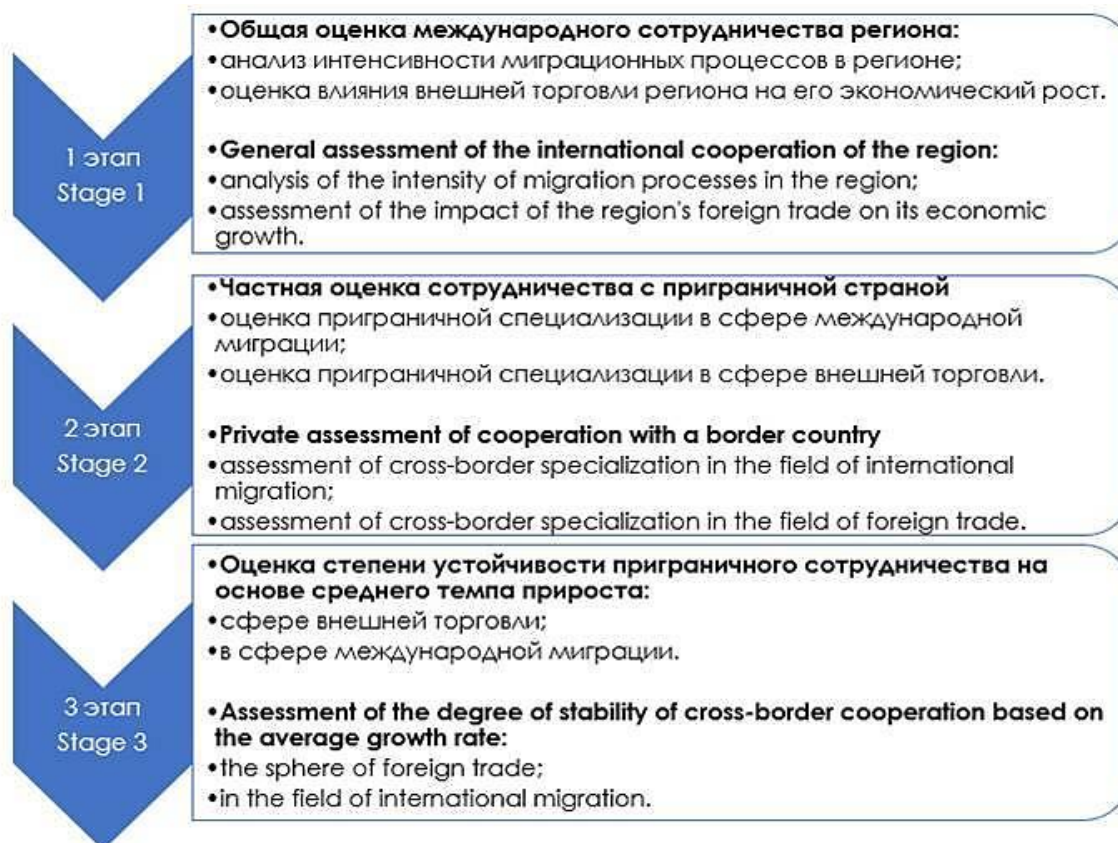 1 этап
Stage 1
•Общая оценка международного сотрудничества региона:
•анализ интенсивности миграционных процессов в регионе;
•оценка влияния внешней торговли региона на его экономический рост.
•General assessment of the international cooperation of the region:
•analysis of the intensity of migration processes in the region;
•assessment of the impact of the region's foreign trade on its economic
growth.
2 этап
Stage 2
•Частная оценка сотрудничества с приграничной страной
•оценка приграничной специализации в сфере международной
миграции;
•оценка приграничной специализации в сфере внешней торговли.
•Private assessment of cooperation with a border country
•assessment of cross-border specialization in the field of international
migration;
•assessment of cross-border specialization in the field of foreign trade.
3 этап
Stage 3
•Оценка степени устойчивости приграничного сотрудничества на
основе среднего темпа прироста:
•сфере внешней торговли;
•в сфере международной миграции.
•Assessment of the degree of stability of cross-border cooperation based on
the average growth rate:
•the sphere of foreign trade;
•in the field of international migration.